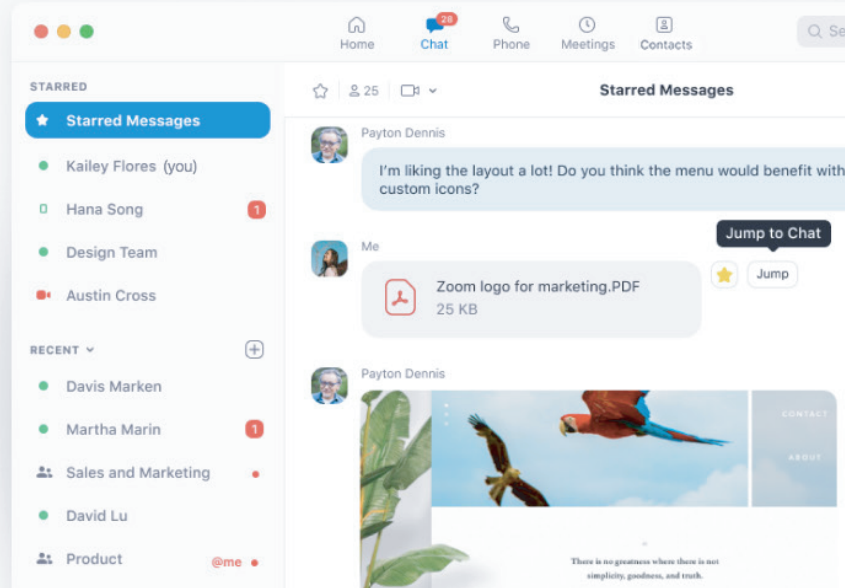 26
Home
Chat
Phone
Meetings
Contacts
STARRED
Starred Messages
Kailey Flores (you)
Hana Song
1
Design Team
Austin Cross
RECENT
Davis Marken
Martha Marin
1
Sales and Marketing
David Lu
Product
@me
25
Starred Messages
Payton Dennis
I'm liking the layout a lot! Do you think the menu would benefit with
custom icons?
Jump to Chat
Me
Zoom logo for marketing.PDF
25 KB
Jump
Payton Dennis
CONTACT
ABOUT
There is no greatness where there is not
simplicity, goodness, and truth.